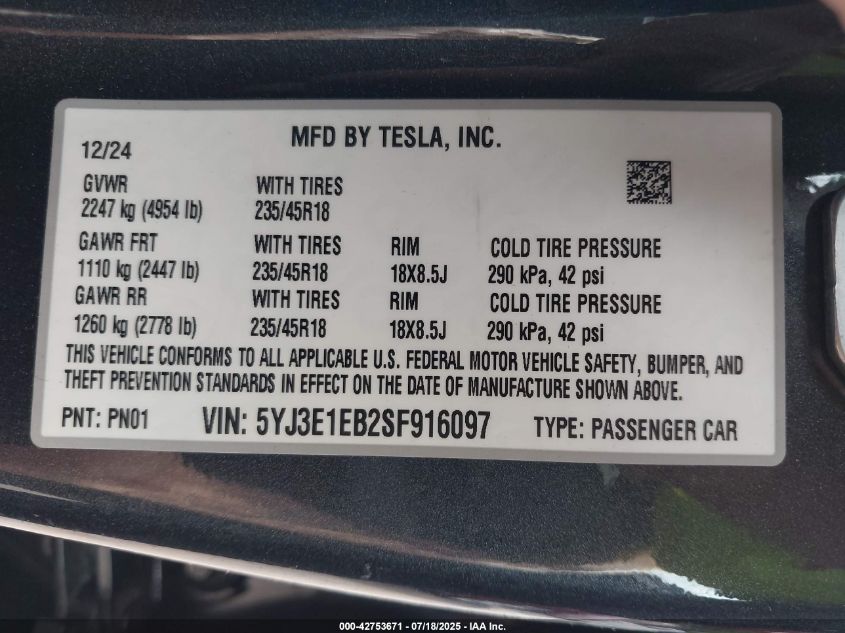 MFD BY TESLA, INC.
12/24
GVWR WITH TIRES
2247 kg (4954 lb) 235/45R18
GAWR FRT WITH TIRES RIM COLD TIRE PRESSURE
1110 kg (2447 lb) 235/45R18 18X8.5J 290 kPa, 42 psi
GAWR RR WITH TIRES RIM COLD TIRE PRESSURE
1260 kg (2778 lb) 235/45R18 18X8.5J 290 kPa, 42 psi
THIS VEHICLE CONFORMS TO ALL APPLICABLE U.S. FEDERAL MOTOR VEHICLE SAFETY, BUMPER, AND
THEFT PREVENTION STANDARDS IN EFFECT ON THE DATE OF MANUFACTURE SHOWN ABOVE.
PNT: PN01 VIN: 5YJ3E1EB2SF916097 TYPE: PASSENGER CAR
000-42753671 - 07/18/2025 - IAA Inc.